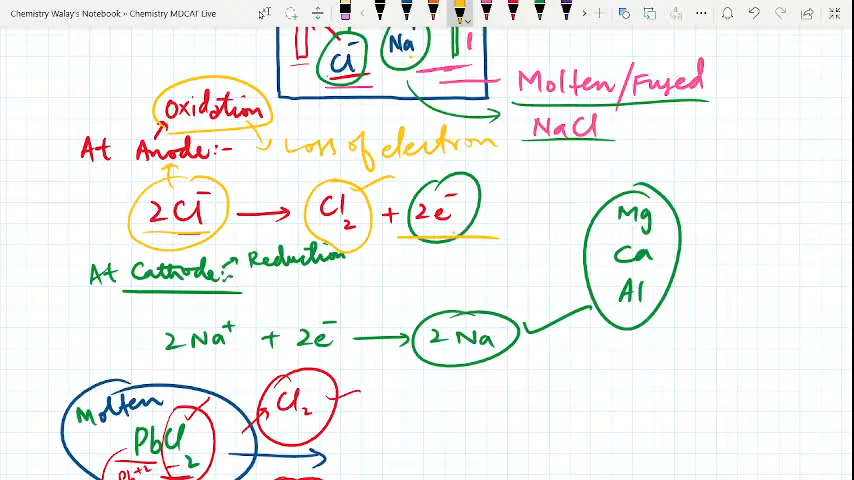 Chemistry Walay's Notebook » Chemistry MDCAT Live
Cl⁻ Na⁺
Molten/Fused
NaCl
Oxidation
At Anode:- Loss of electron
2Cl⁻ → Cl₂ + 2e⁻
At Cathode:- Reduction
Mg
Ca
Al
2Na⁺ + 2e⁻ → 2Na
Molten
Cl₂
PbCl₂
Pb⁺²